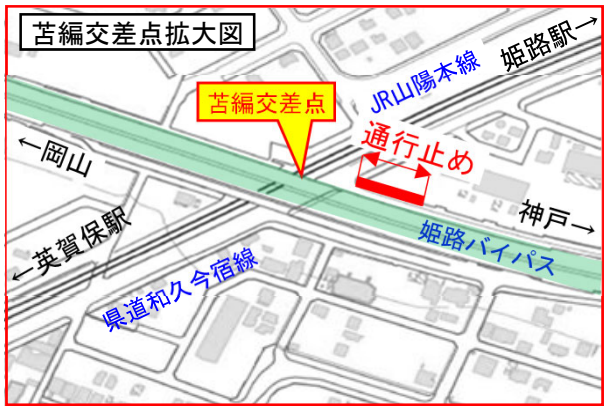 苫編交差点拡大図
姫路駅→
JR山陽本線
苫編交差点
通行止め
←岡山
神戸→
姫路バイパス
←英賀保駅
県道和久今宿線